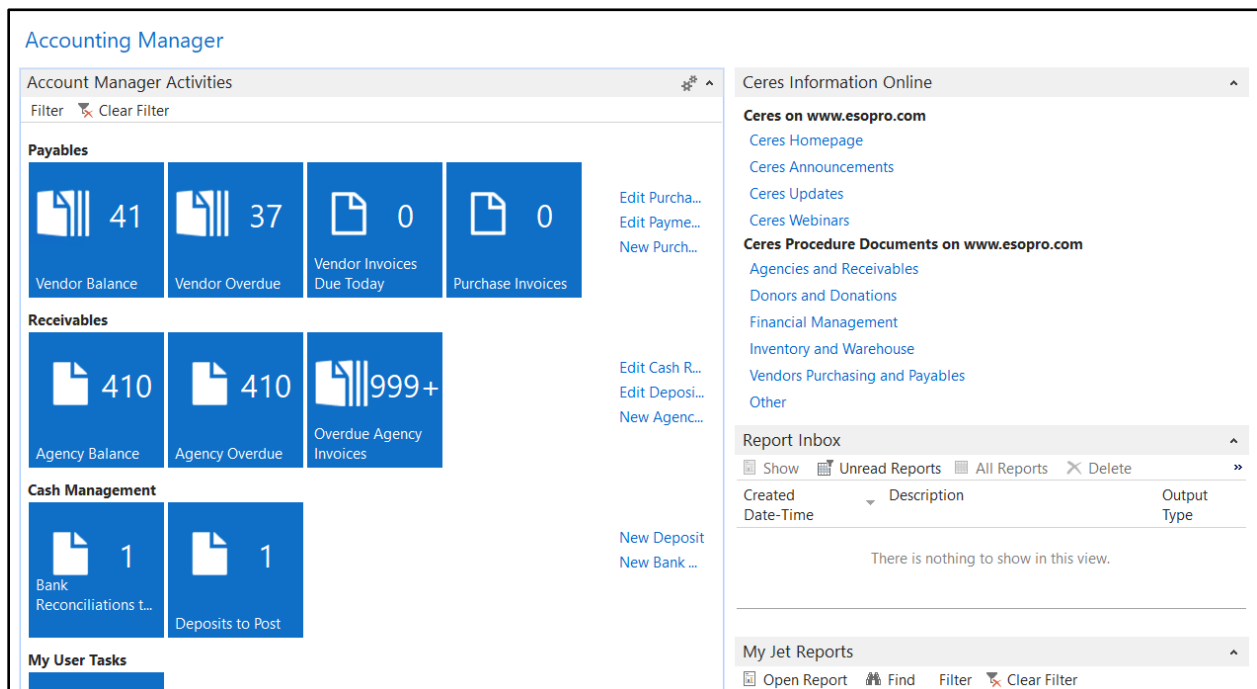 Accounting Manager
Account Manager Activities
Filter Clear Filter
Payables
41
Vendor Balance
37
Vendor Overdue
0
Vendor Invoices
Due Today
0
Purchase Invoices
Edit Purcha...
Edit Payme...
New Purch...
Receivables
410
Agency Balance
410
Agency Overdue
999+
Overdue Agency
Invoices
Edit Cash R...
Edit Deposi...
New Agenc...
Cash Management
1
Bank
Reconciliations t...
1
Deposits to Post
New Deposit
New Bank ...
My User Tasks
Ceres Information Online
Ceres on www.esopro.com
Ceres Homepage
Ceres Announcements
Ceres Updates
Ceres Webinars
Ceres Procedure Documents on www.esopro.com
Agencies and Receivables
Donors and Donations
Financial Management
Inventory and Warehouse
Vendors Purchasing and Payables
Other
Report Inbox
Show Unread Reports All Reports Delete »
Created
Date-Time
Description
Output
Type
There is nothing to show in this view.
My Jet Reports
Open Report Find Filter Clear Filter